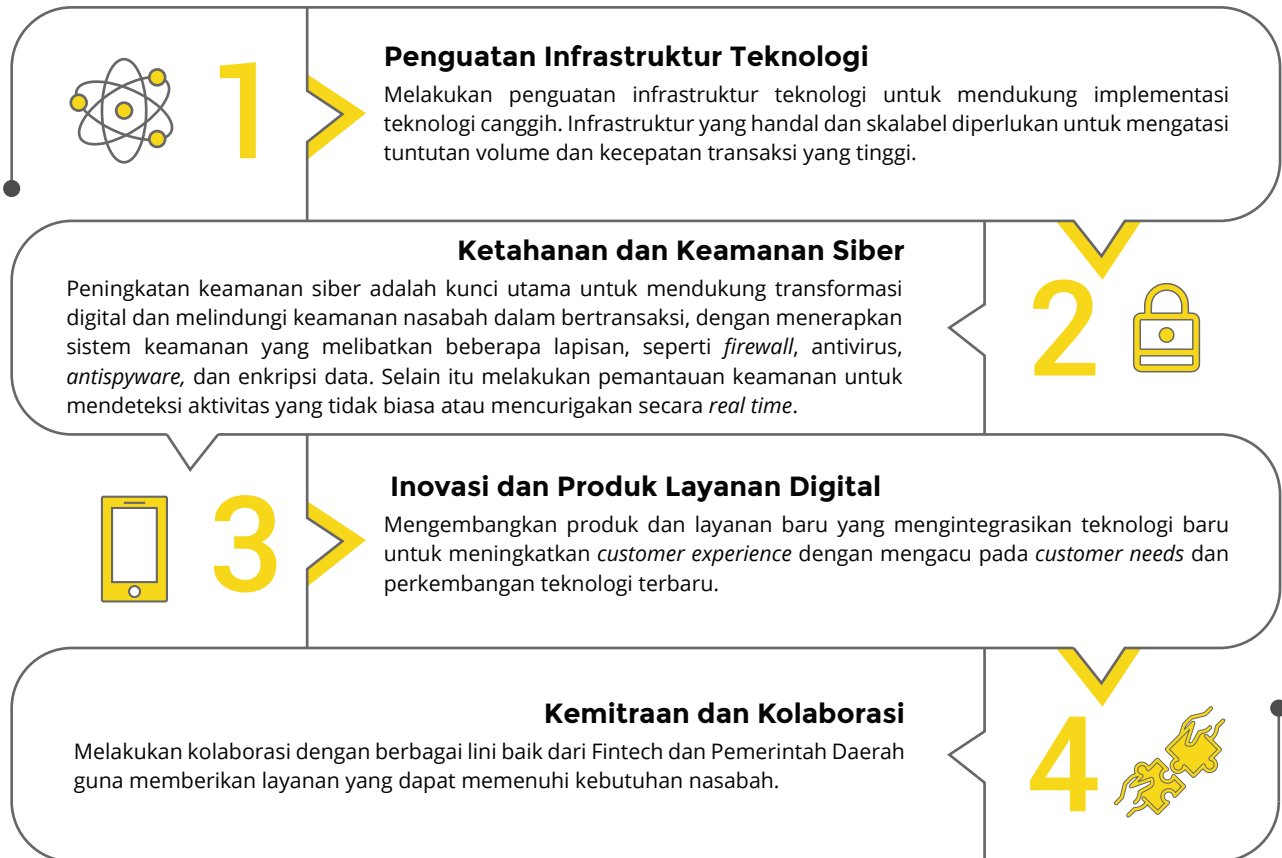 1
Penguatan Infrastruktur Teknologi
Melakukan penguatan infrastruktur teknologi untuk mendukung implementasi
teknologi canggih. Infrastruktur yang handal dan skalabel diperlukan untuk mengatasi
tuntutan volume dan kecepatan transaksi yang tinggi.
2
Ketahanan dan Keamanan Siber
Peningkatan keamanan siber adalah kunci utama untuk mendukung transformasi
digital dan melindungi keamanan nasabah dalam bertransaksi, dengan menerapkan
sistem keamanan yang melibatkan beberapa lapisan, seperti firewall, antivirus,
antispyware, dan enkripsi data. Selain itu melakukan pemantauan keamanan untuk
mendeteksi aktivitas yang tidak biasa atau mencurigakan secara real time.
3
Inovasi dan Produk Layanan Digital
Mengembangkan produk dan layanan baru yang mengintegrasikan teknologi baru
untuk meningkatkan customer experience dengan mengacu pada customer needs dan
perkembangan teknologi terbaru.
4
Kemitraan dan Kolaborasi
Melakukan kolaborasi dengan berbagai lini baik dari Fintech dan Pemerintah Daerah
guna memberikan layanan yang dapat memenuhi kebutuhan nasabah.